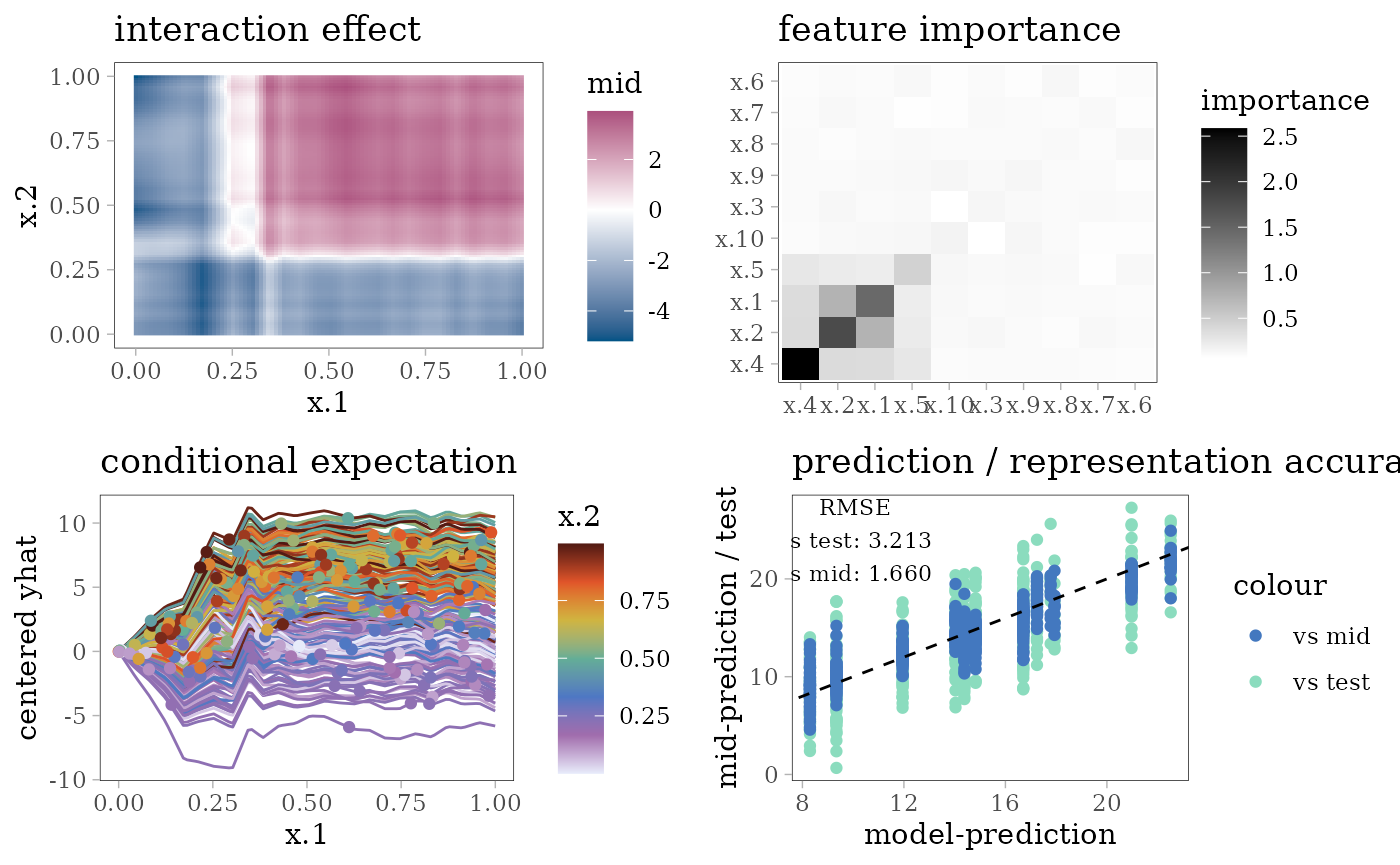 interaction effect
1.00
0.75
0.50
0.25
0.00
x.2
0.00 0.25 0.50 0.75 1.00
x.1
mid
2
0
-2
-4
feature importance
x.6
x.7
x.8
x.9
x.3
x.10
x.5
x.1
x.2
x.4
x.4 x.2 x.1 x.5 x.10 x.3 x.9 x.8 x.7 x.6
importance
2.5
2.0
1.5
1.0
0.5
conditional expectation
10
5
0
-5
-10
centered yhat
0.00 0.25 0.50 0.75 1.00
x.1
x.2
0.75
0.50
0.25
prediction / representation accura
RMSE
s test: 3.213
s mid: 1.660
20
10
0
mid-prediction / test
8 12 16 20
model-prediction
colour
vs mid
vs test